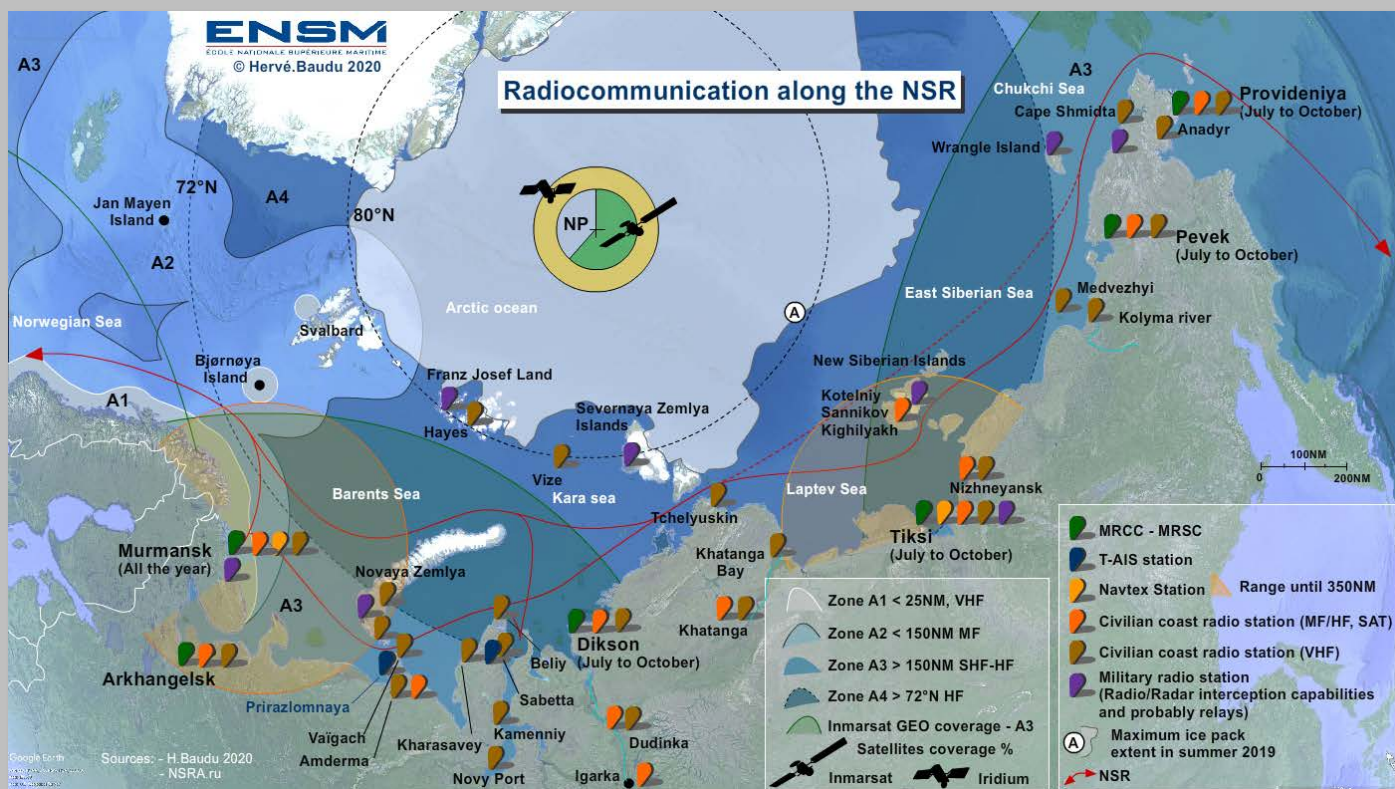 ENSM
ÉCOLE NATIONALE SUPÉRIEURE MARITIME
© Hervé.Baudu 2020
Radiocommunication along the NSR
A3
72°N
A4
80°N
Jan Mayen
Island
A2
Norwegian Sea
Svalbard
Bjørnøya
Island
A1
NP
Arctic ocean
A
A3
Chukchi Sea
Cape Shmidta
Provideniya
(July to October)
Anadyr
Wrangle Island
Pevek
(July to October)
East Siberian Sea
Medvezhyi
Kolyma river
New Siberian Islands
Kotelniy
Sannikov
Kighilyakh
Franz Josef Land
Hayes
Severnaya Zemlya
Islands
Vize
Kara sea
Barents Sea
Laptev Sea
Tchelyuskin
Nizhneyansk
Tiksi
(July to October)
Khatanga
Bay
Khatanga
Murmansk
(All the year)
Novaya Zemlya
A3
Arkhangelsk
Prirazlomnaya
Vaïgach
Amderma
Kharasavey
Beliy
Sabetta
Kamenniy
Novy Port
Dikson
(July to October)
Dudinka
Igarka
100NM
0
200NM
Zone A1 < 25NM, VHF
Zone A2 < 150NM MF
Zone A3 > 150NM SHF-HF
Zone A4 > 72°N HF
Inmarsat GEO coverage - A3
Satellites coverage %
Inmarsat
Iridium
MRCC - MRSC
T-AIS station
Navtex Station
Range until 350NM
Civilian coast radio station (MF/HF, SAT)
Civilian coast radio station (VHF)
Military radio station
(Radio/Radar interception capabilities
and probably relays)
A
Maximum ice pack
extent in summer 2019
NSR
Google Earth
Sources: - H.Baudu 2020
- NSRA.ru